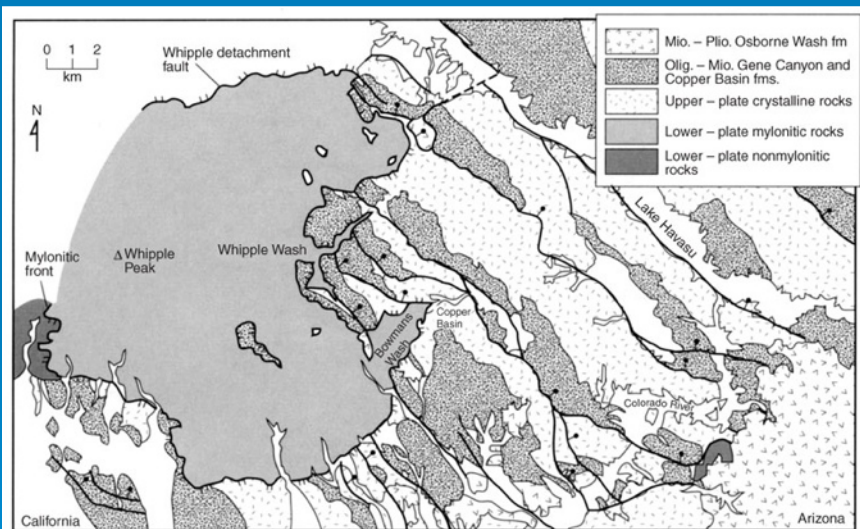 0 1 2
km
Whipple detachment
fault
N
Mio. – Plio. Osborne Wash fm
Olig. – Mio. Gene Canyon and
Copper Basin fms.
Upper – plate crystalline rocks
Lower – plate mylonitic rocks
Lower – plate nonmylonitic
rocks
Lake Havasu
Mylonitic
front
Δ Whipple
Peak
Whipple Wash
Copper
Basin
Bowmans
Wash
Colorado River
California
Arizona